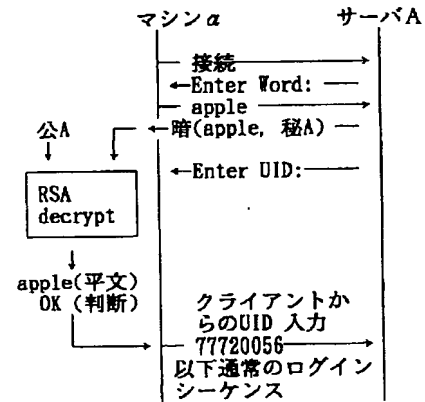 マシンα
サーバA
接続
Enter Word:
apple
公A
暗(apple, 秘A)
Enter UID:
RSA
decrypt
apple(平文)
OK (判断)
クライアントか
らのUID 入力
77720056
以下通常のログイン
シーケンス